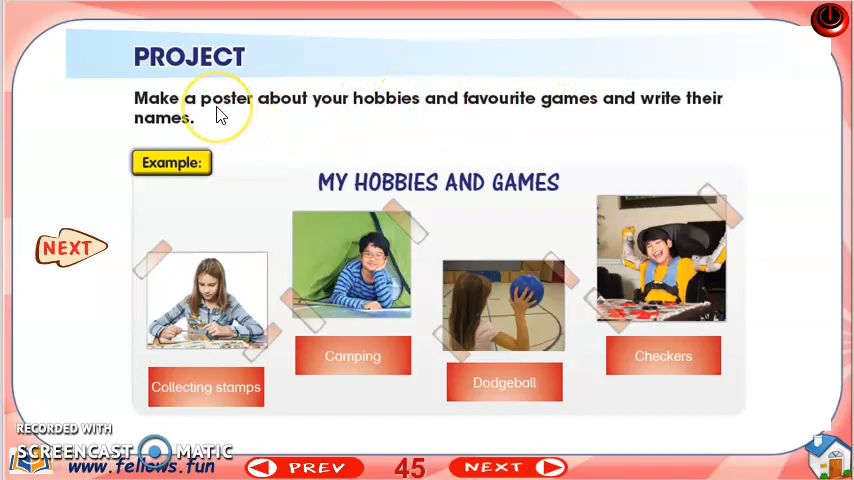 PROJECT
Make a poster about your hobbies and favourite games and write their
names.
Example:
MY HOBBIES AND GAMES
NEXT
Collecting stamps
Camping
Dodgeball
Checkers
RECORDED WITH
SCREENCAST MATIC
www.fellows.fun
PREV
45
NEXT